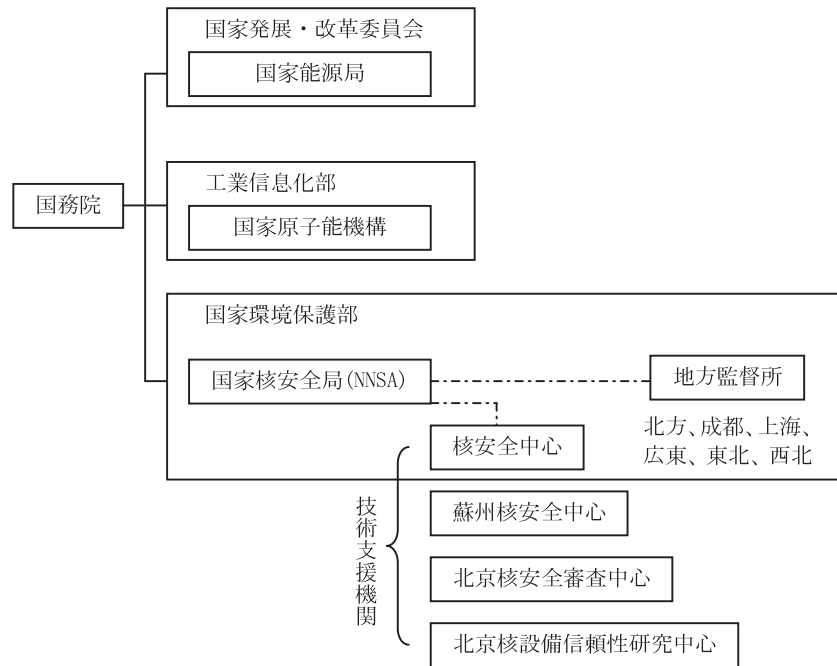 国家発展・改革委員会
国家能源局
工業信息化部
国務院
国家原子能機構
国家環境保護部
国家核安全局(NNSA)
地方監督所
北方、成都、上海、
広東、東北、西北
核安全中心
技術支援機関
蘇州核安全中心
北京核安全審査中心
北京核設備信頼性研究中心